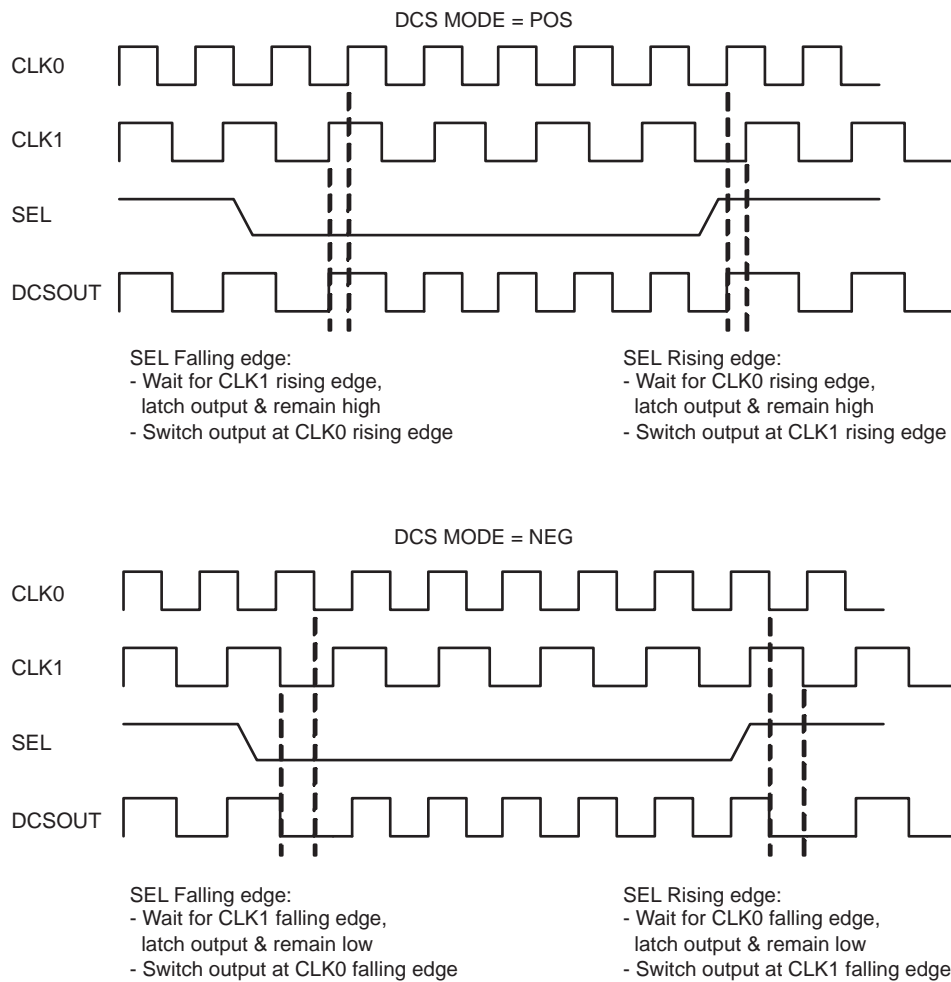 DCS MODE = POS
CLK0
CLK1
SEL
DCSOUT
SEL Falling edge:
- Wait for CLK1 rising edge,
latch output & remain high
- Switch output at CLK0 rising edge
SEL Rising edge:
- Wait for CLK0 rising edge,
latch output & remain high
- Switch output at CLK1 rising edge
DCS MODE = NEG
CLK0
CLK1
SEL
DCSOUT
SEL Falling edge:
- Wait for CLK1 falling edge,
latch output & remain low
- Switch output at CLK0 falling edge
SEL Rising edge:
- Wait for CLK0 falling edge,
latch output & remain low
- Switch output at CLK1 falling edge